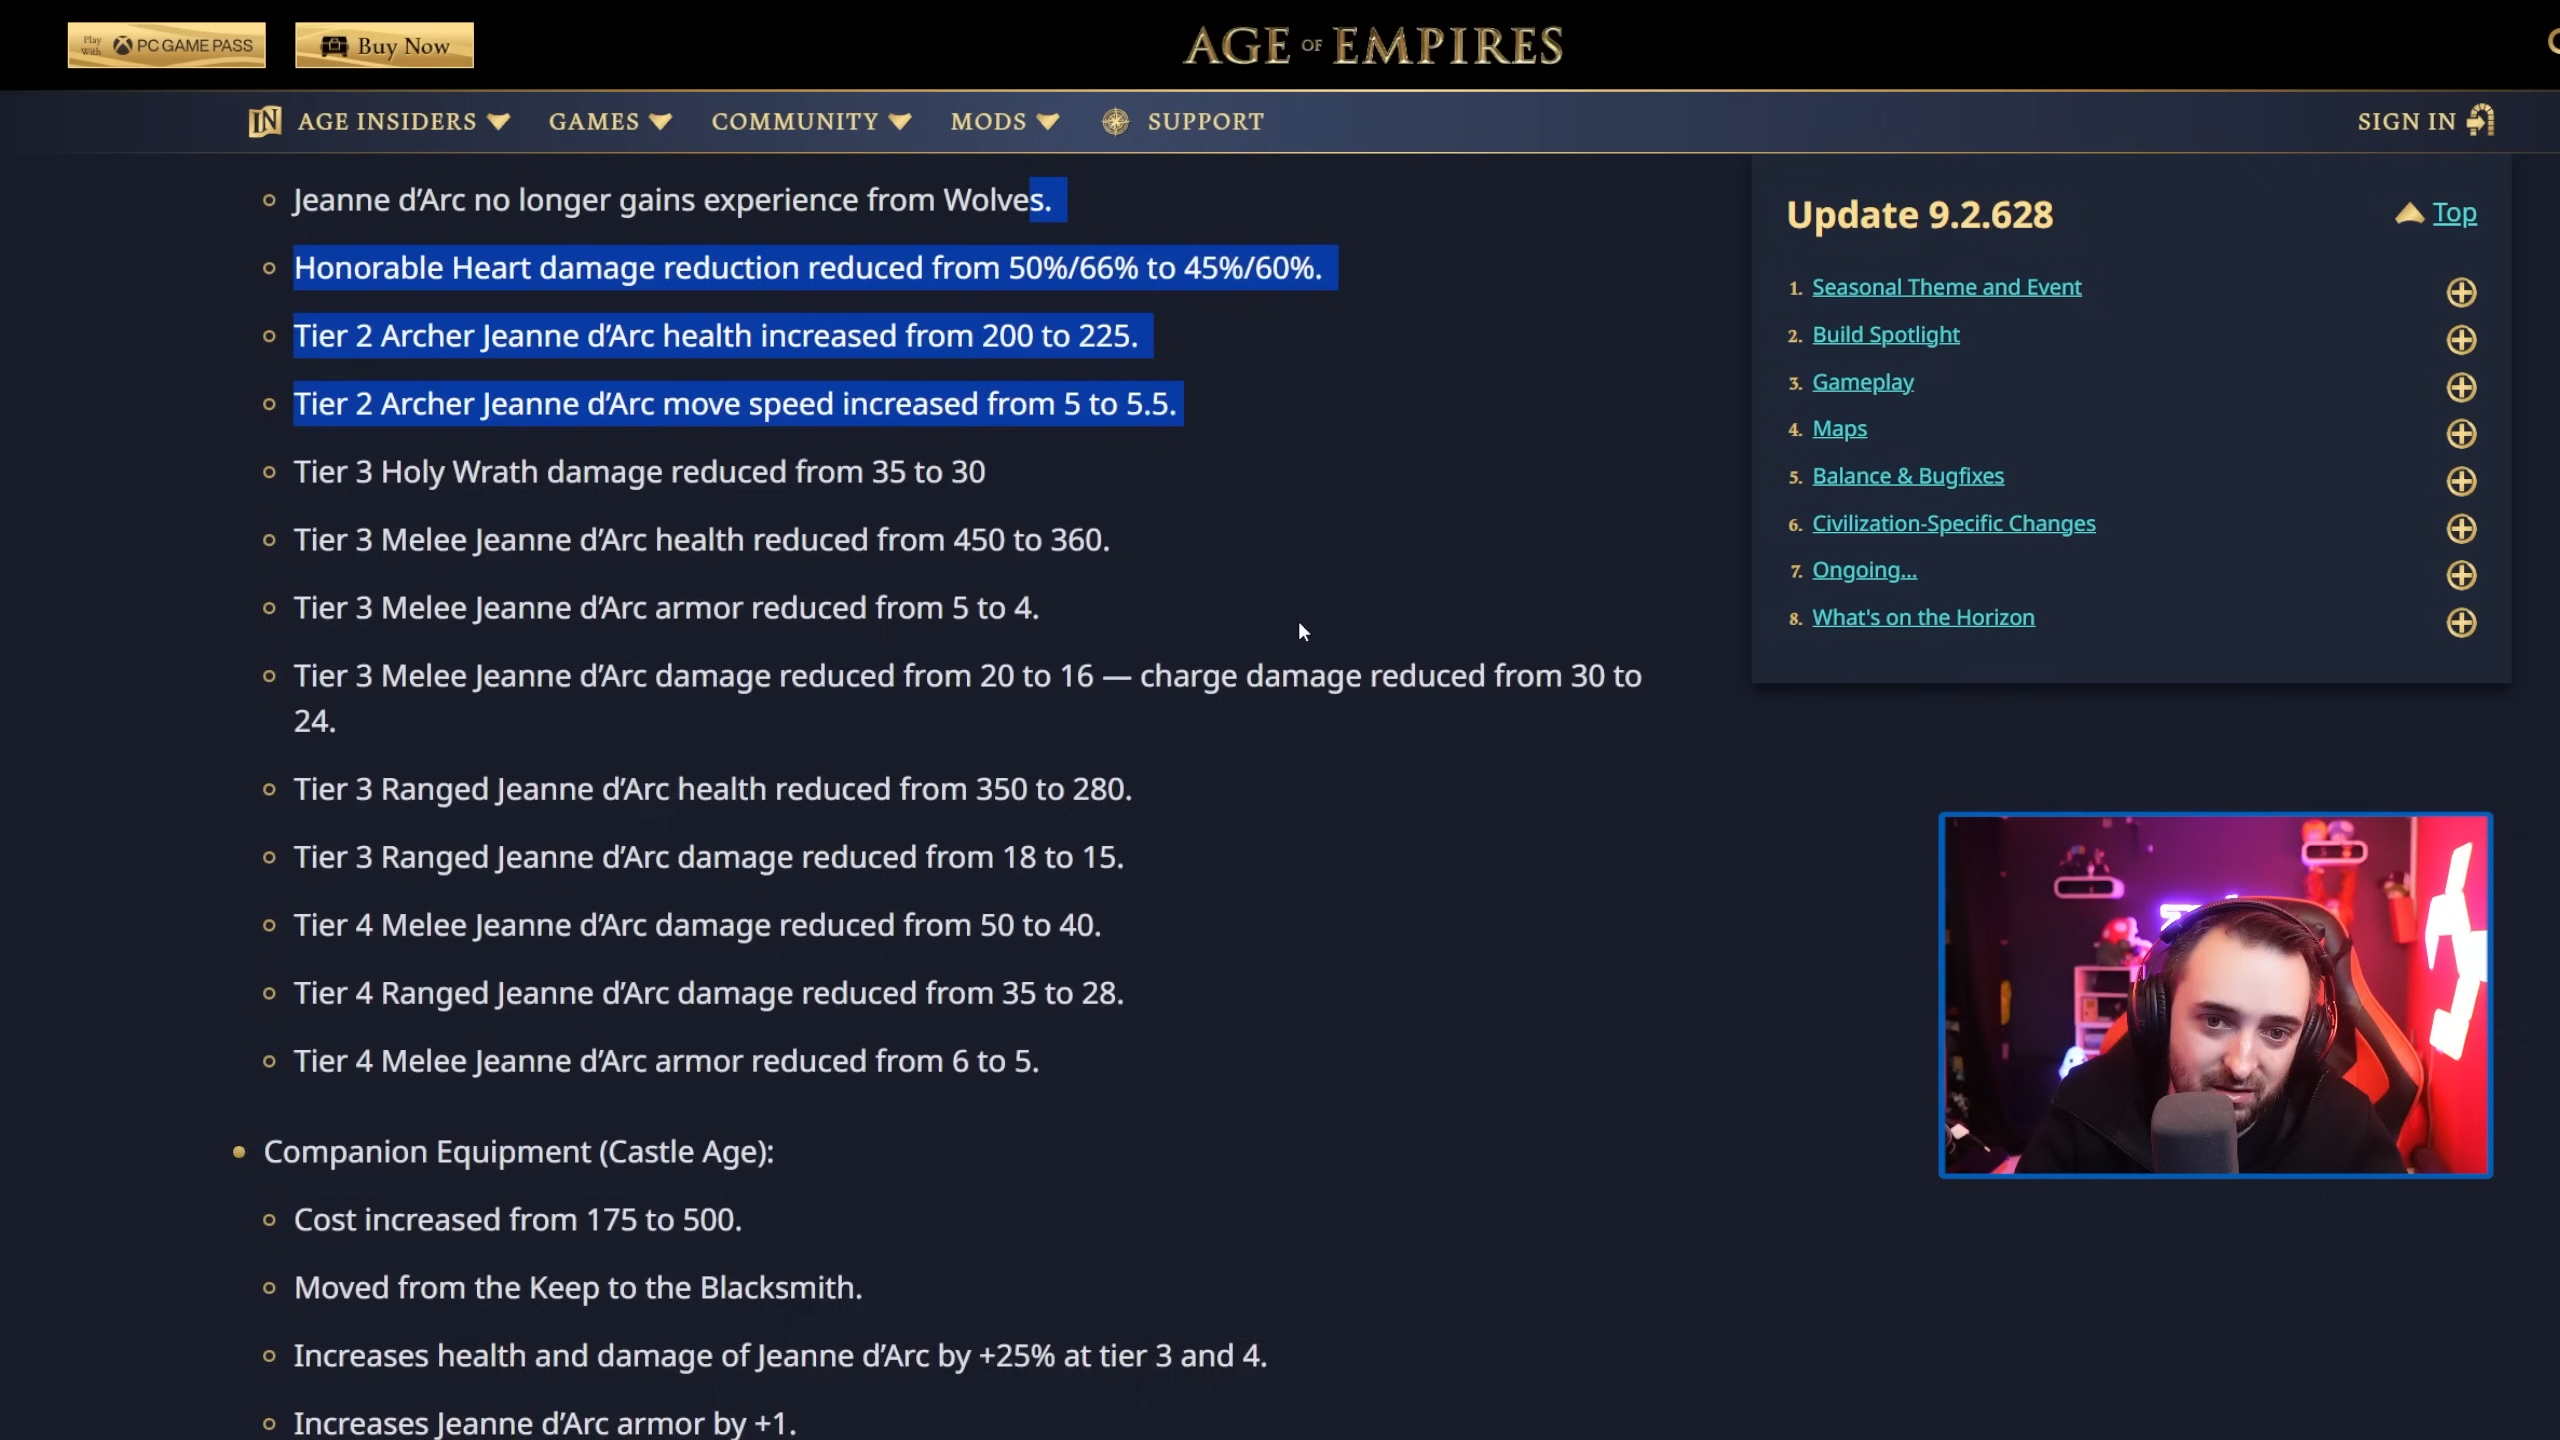 Play With PC GAME PASS
Buy Now
AGE OF EMPIRES
AGE INSIDERS
GAMES
COMMUNITY
MODS
SUPPORT
SIGN IN
Jeanne d’Arc no longer gains experience from Wolves.
Honorable Heart damage reduction reduced from 50%/66% to 45%/60%.
Tier 2 Archer Jeanne d’Arc health increased from 200 to 225.
Tier 2 Archer Jeanne d’Arc move speed increased from 5 to 5.5.
Tier 3 Holy Wrath damage reduced from 35 to 30
Tier 3 Melee Jeanne d’Arc health reduced from 450 to 360.
Tier 3 Melee Jeanne d’Arc armor reduced from 5 to 4.
Tier 3 Melee Jeanne d’Arc damage reduced from 20 to 16 — charge damage reduced from 30 to
24.
Tier 3 Ranged Jeanne d’Arc health reduced from 350 to 280.
Tier 3 Ranged Jeanne d’Arc damage reduced from 18 to 15.
Tier 4 Melee Jeanne d’Arc damage reduced from 50 to 40.
Tier 4 Ranged Jeanne d’Arc damage reduced from 35 to 28.
Tier 4 Melee Jeanne d’Arc armor reduced from 6 to 5.
Companion Equipment (Castle Age):
Cost increased from 175 to 500.
Moved from the Keep to the Blacksmith.
Increases health and damage of Jeanne d’Arc by +25% at tier 3 and 4.
Increases Jeanne d’Arc armor by +1.
Update 9.2.628
Top
1. Seasonal Theme and Event
2. Build Spotlight
3. Gameplay
4. Maps
5. Balance & Bugfixes
6. Civilization-Specific Changes
7. Ongoing...
8. What's on the Horizon